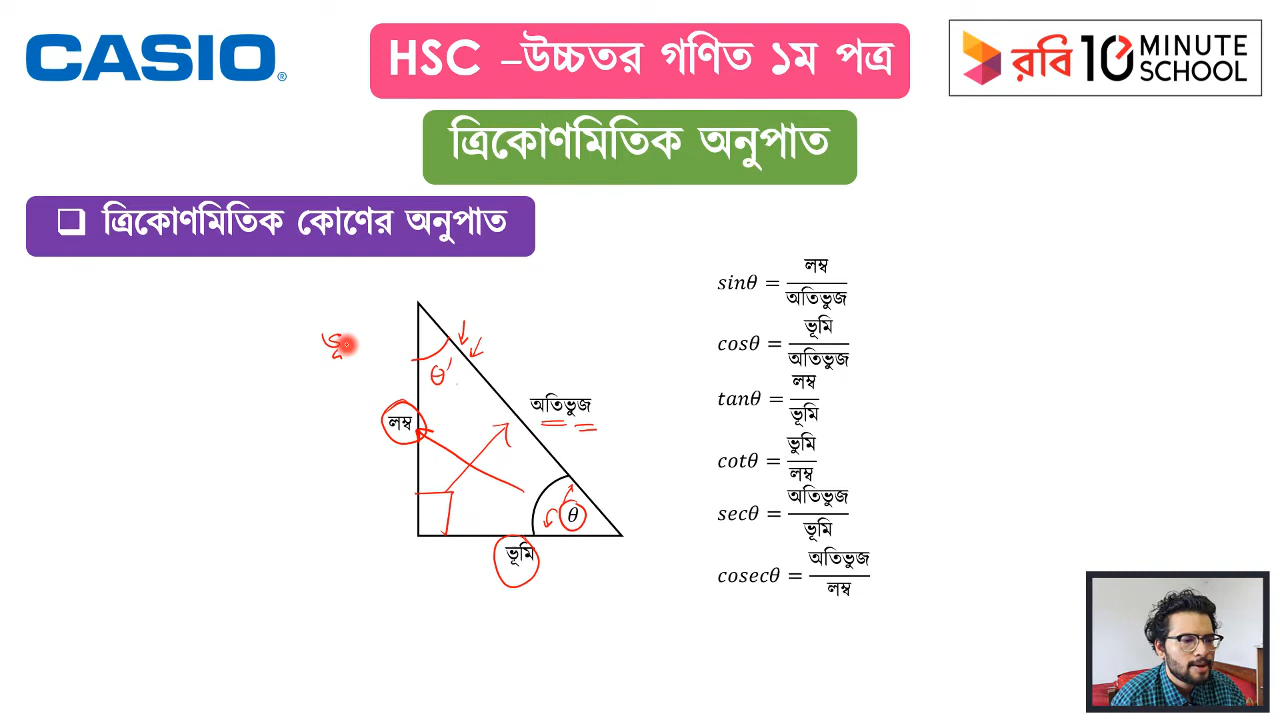 CASIO
HSC –উচ্চতর গণিত ১ম পত্র
রবি 10 MINUTE SCHOOL
ত্রিকোণমিতিক অনুপাত
❑ ত্রিকোণমিতিক কোণের অনুপাত
ভূ
θ'
লম্ব
অতিভুজ
θ
ভূমি
sinθ = লম্ব / অতিভুজ
cosθ = ভূমি / অতিভুজ
tanθ = লম্ব / ভূমি
cotθ = ভুমি / লম্ব
secθ = অতিভুজ / ভূমি
cosecθ = অতিভুজ / লম্ব